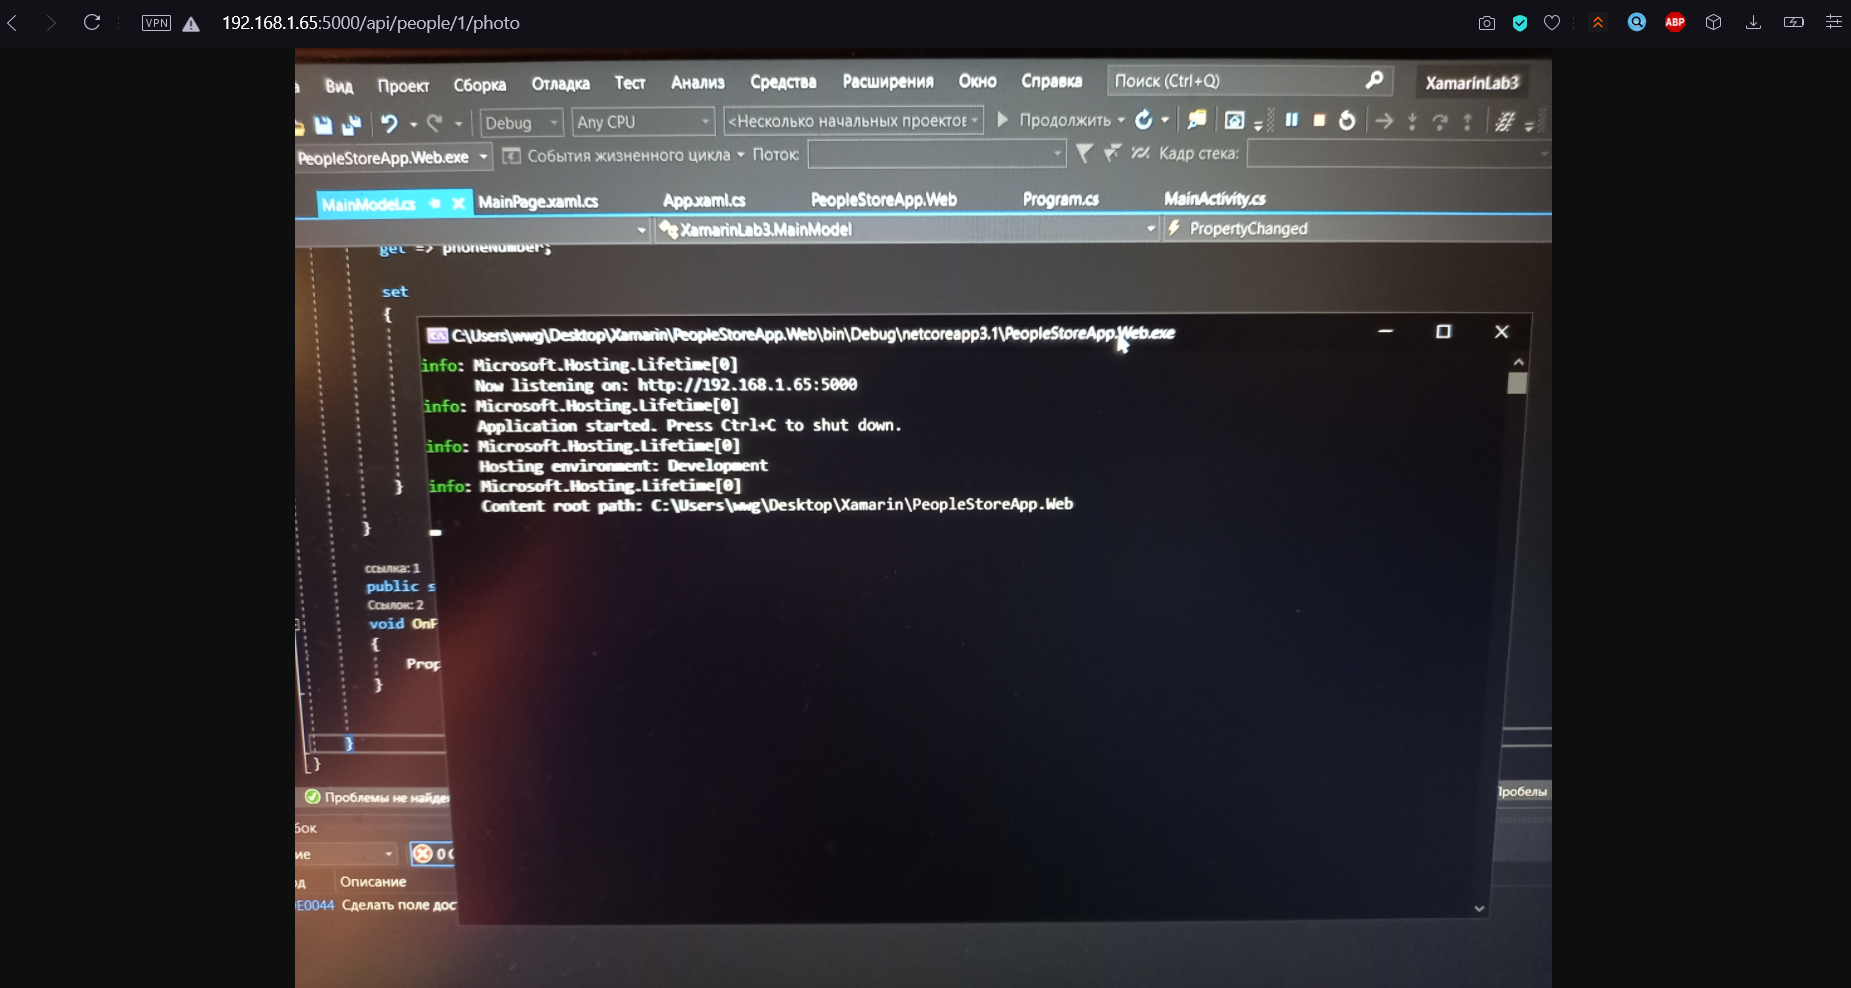 VPN 192.168.1.65:5000/api/people/1/photo ABP
Вид Проект Сборка Отладка Тест Анализ Средства Расширения Окно Справка Поиск (Ctrl+Q) XamarinLab3
Debug Any CPU <Несколько начальных проектов Продолжить
PeopleStoreApp.Web.exe События жизненного цикла Поток: Кадр стека:
MainModel.cs MainPage.xaml.cs App.xaml.cs PeopleStoreApp.Web Program.cs MainActivity.cs
XamarinLab3.MainModel PropertyChanged
get => phoneNumber;
set
{
C:\Users\wwg\Desktop\Xamarin\PeopleStoreApp.Web\bin\Debug\netcoreapp3.1\PeopleStoreApp.Web.exe
info: Microsoft.Hosting.Lifetime[0]
Now listening on: http://192.168.1.65:5000
info: Microsoft.Hosting.Lifetime[0]
Application started. Press Ctrl+C to shut down.
info: Microsoft.Hosting.Lifetime[0]
Hosting environment: Development
} info: Microsoft.Hosting.Lifetime[0]
Content root path: C:\Users\wwg\Desktop\Xamarin\PeopleStoreApp.Web
}
ссылка: 1
public s
Ссылок: 2
void OnP
{
Prop
}
}
}
Проблемы не найден Пробелы
бок
ие 0 О
од Описание
E0044 Сделать поле дос